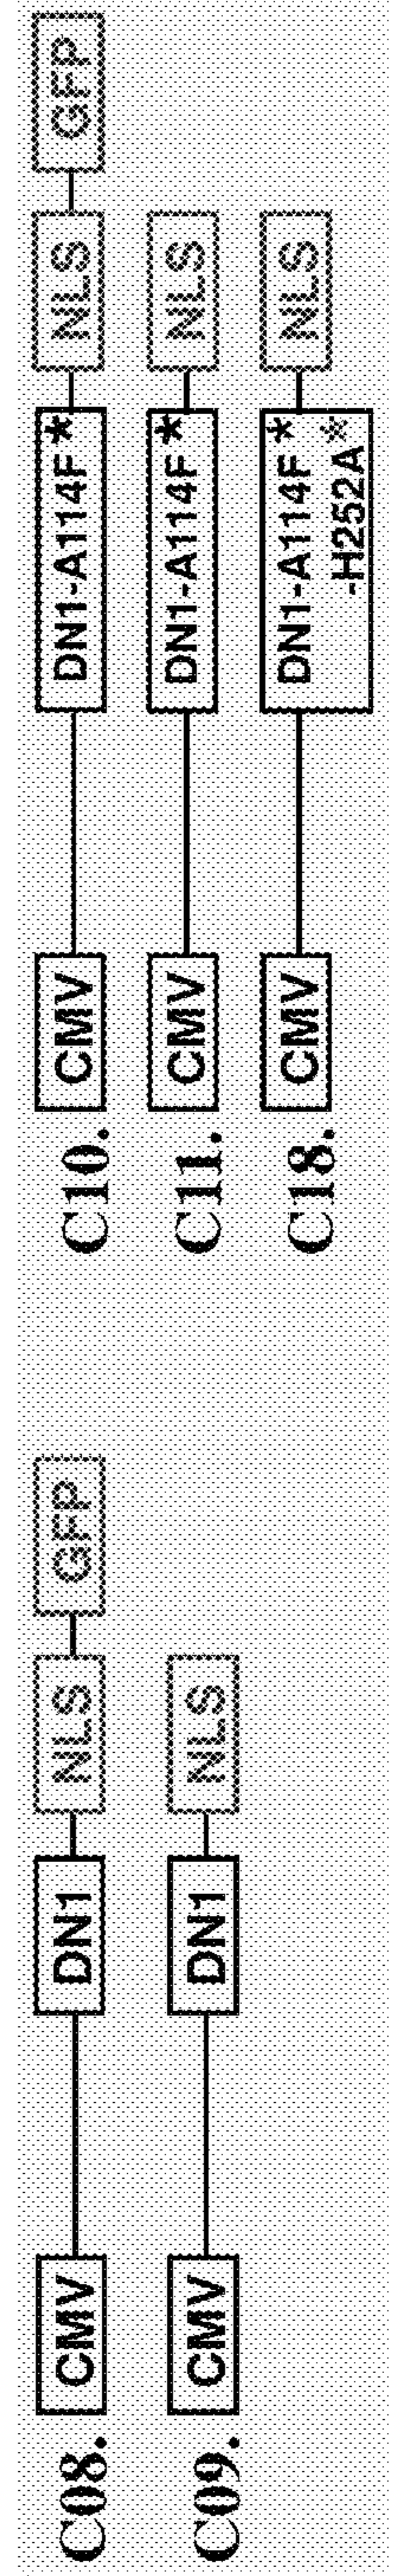 C08. CMV DN1 NLS GFP
C09. CMV DN1 NLS
C10. CMV DN1-A114F* NLS GFP
C11. CMV DN1-A114F* NLS
C18. CMV DN1-A114F* NLS
-H252A*